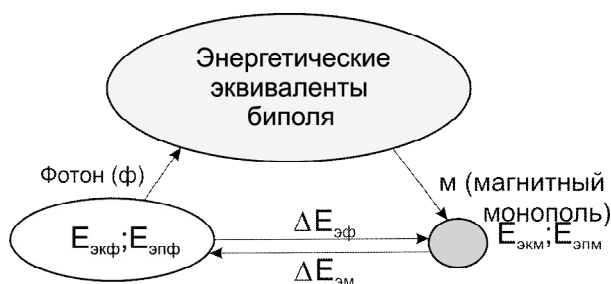 Энергетические
эквиваленты
биполя
Фотон (ф)
м (магнитный
монополь)
Eэкф;Eэпф
ΔEэф
Eэкм;Eэпм
ΔEэм